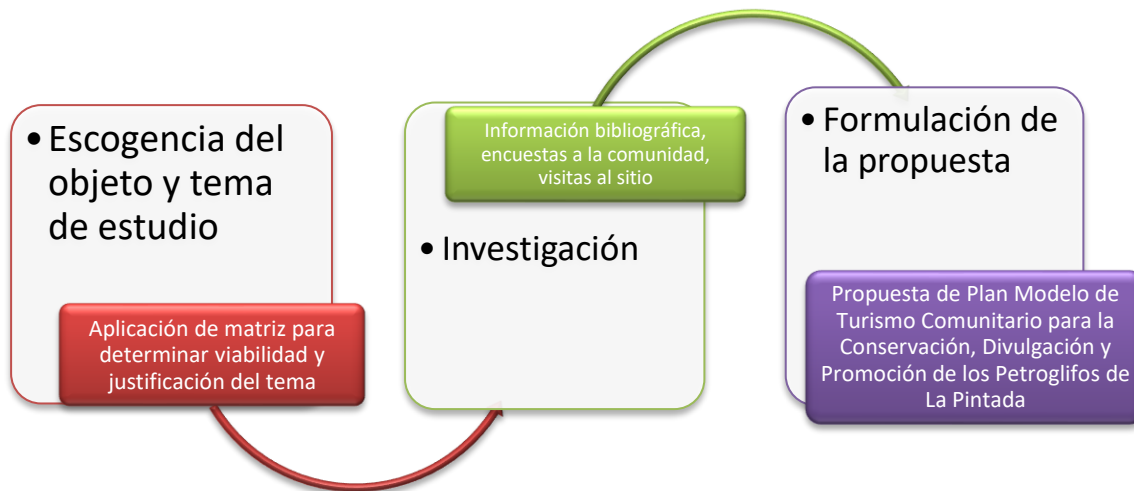 • Escogencia del
objeto y tema
de estudio
Aplicación de matriz para
determinar viabilidad y
justificación del tema
Información bibliográfica,
encuestas a la comunidad,
visitas al sitio
• Investigación
• Formulación de
la propuesta
Propuesta de Plan Modelo de
Turismo Comunitario para la
Conservación, Divulgación y
Promoción de los Petroglifos de
La Pintada